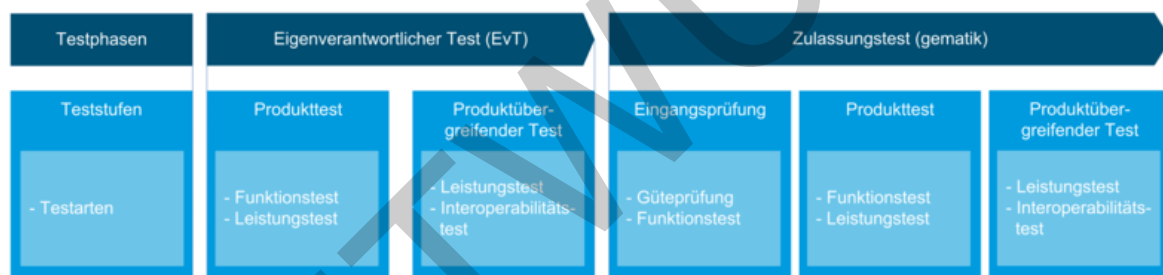 Testphasen
Eigenverantwortlicher Test (EvT)
Zulassungstest (gematik)
Teststufen
- Testarten
Produkttest
- Funktionstest
- Leistungstest
Produktüber-
greifender Test
- Leistungstest
- Interoperabilitäts-
test
Eingangsprüfung
- Güteprüfung
- Funktionstest
Produkttest
- Funktionstest
- Leistungstest
Produktüber-
greifender Test
- Leistungstest
- Interoperabilitäts-
test